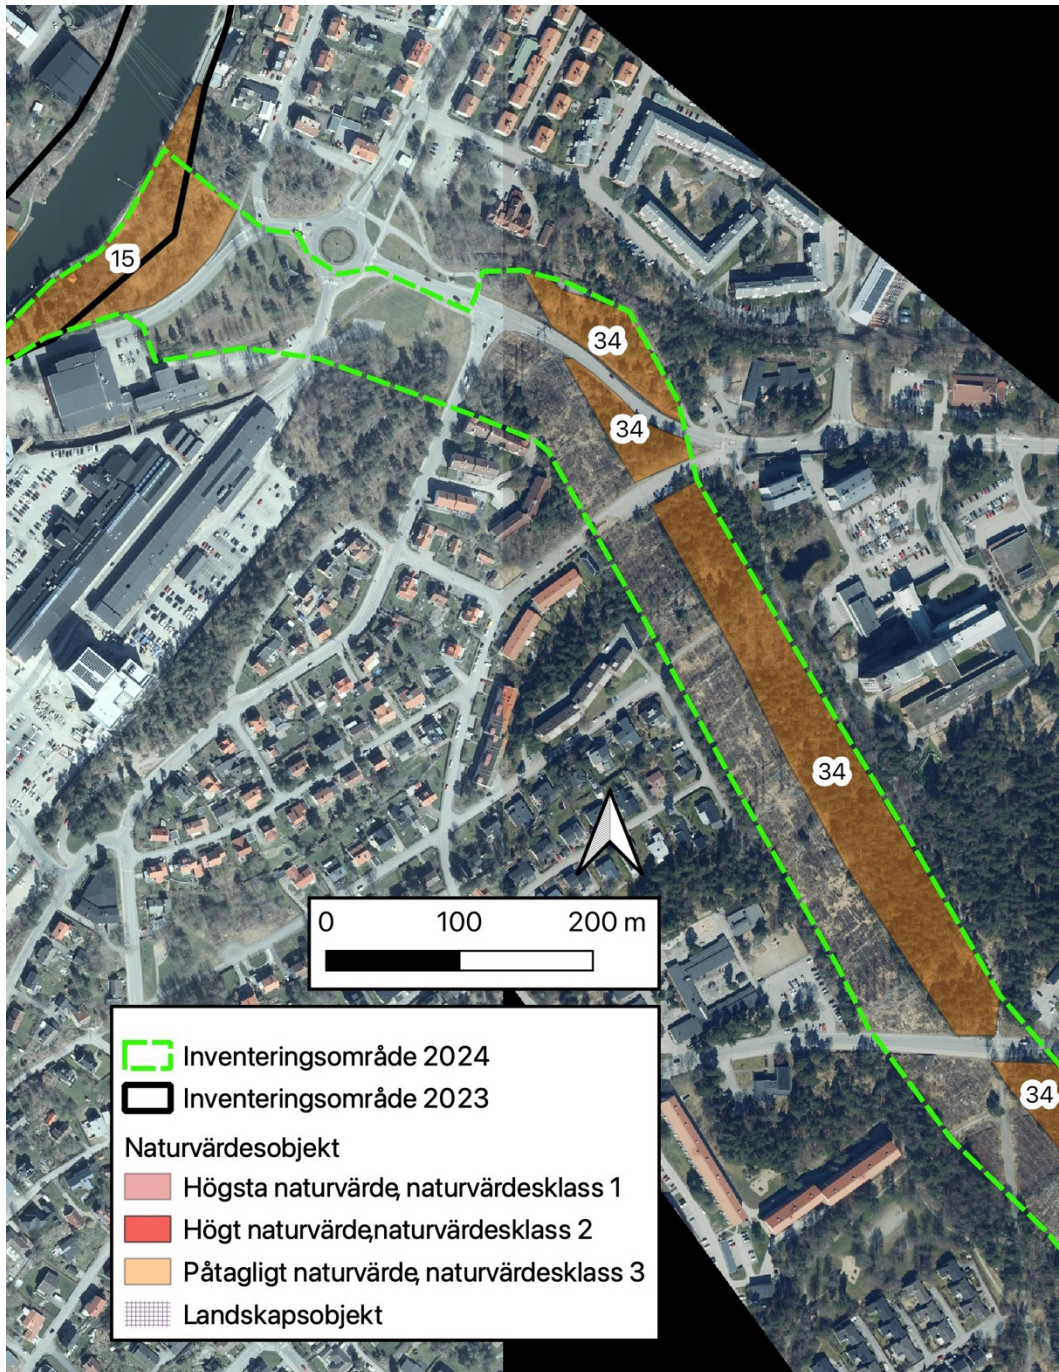 15
34
34
34
34
0 100 200 m
Inventeringsområde 2024
Inventeringsområde 2023
Naturvärdesobjekt
Högsta naturvärde, naturvärdesklass 1
Högt naturvärde,naturvärdesklass 2
Påtagligt naturvärde, naturvärdesklass 3
Landskapsobjekt